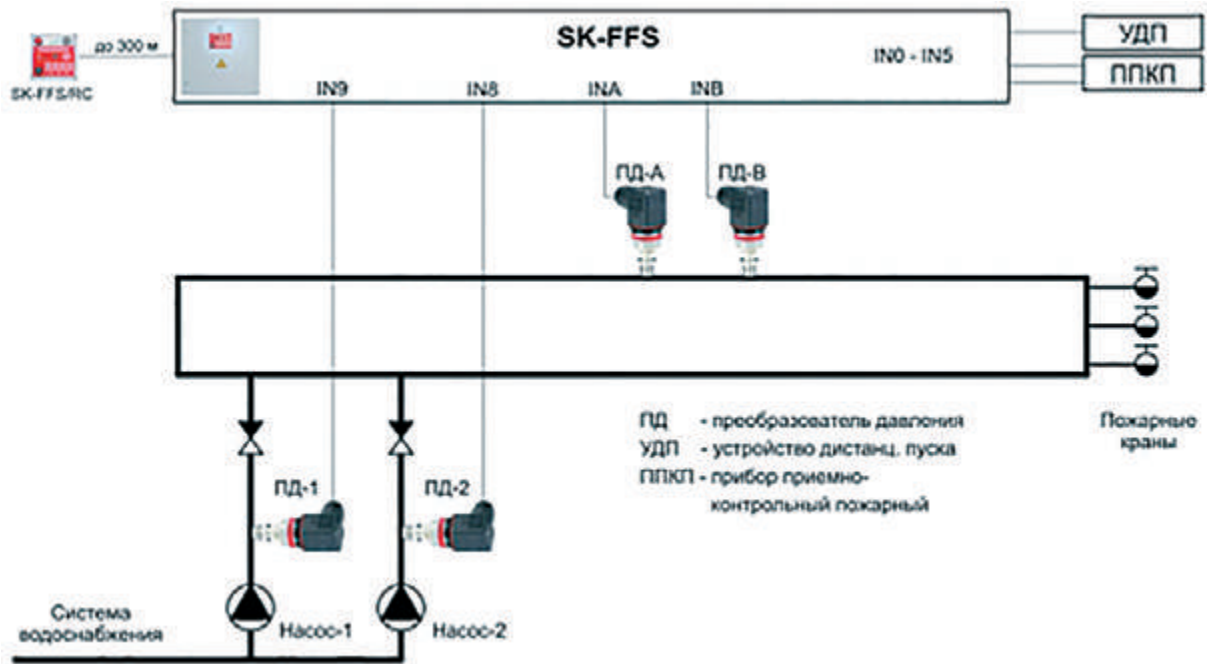 SK-FFS
УДП
до 300 м
IN0 - IN5
ППКП
SK-FFS/RC
IN9
IN8
INA
INB
ПД-А
ПД-В
ПД - преобразователь давления
УДП - устройство дистанц. пуска
ППКП - прибор приемно-
контрольный пожарный
Пожарные
краны
ПД-1
ПД-2
Система
водоснабжения
Насос-1
Насос-2